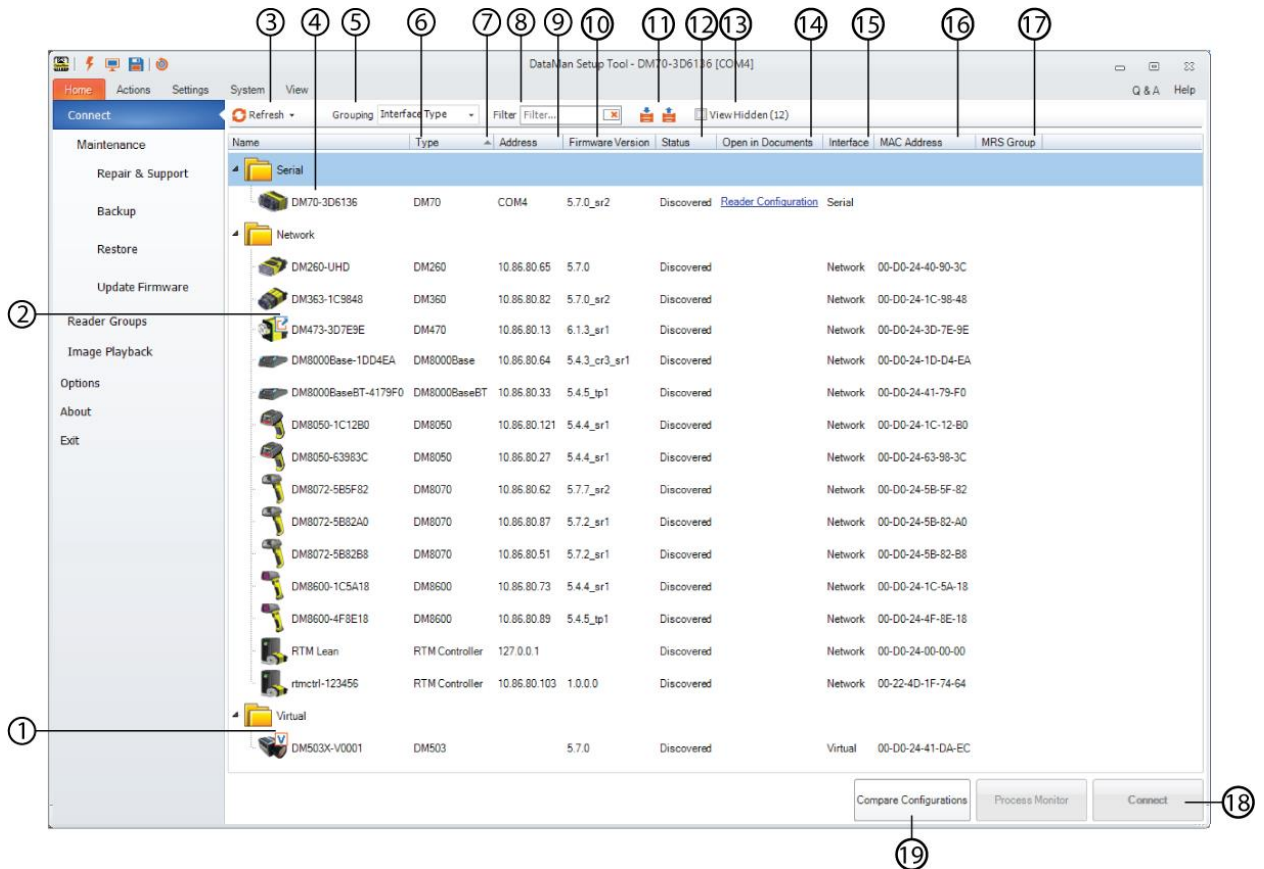 ③ ④ ⑤ ⑥ ⑦ ⑧ ⑨ ⑩ ⑪ ⑫ ⑬ ⑭ ⑮ ⑯ ⑰
DataMan Setup Tool - DM70-3D6136 [COM4]
Home Actions Settings System View Q & A Help
Connect
Maintenance
Repair & Support
Backup
Restore
Update Firmware
②
Reader Groups
Image Playback
Options
About
Exit
①
Refresh Grouping Interface Type Filter Filter... View Hidden (12)
Name Type Address Firmware Version Status Open in Documents Interface MAC Address MRS Group
Serial
DM70-3D6136 DM70 COM4 5.7.0_sr2 Discovered Reader Configuration Serial
Network
DM260-UHD DM260 10.86.80.65 5.7.0 Discovered Network 00-D0-24-40-90-3C
DM363-1C9848 DM360 10.86.80.82 5.7.0_sr2 Discovered Network 00-D0-24-1C-98-48
DM473-3D7E9E DM470 10.86.80.13 6.1.3_sr1 Discovered Network 00-D0-24-3D-7E-9E
DM8000Base-1DD4EA DM8000Base 10.86.80.64 5.4.3_cr3_sr1 Discovered Network 00-D0-24-1D-D4-EA
DM8000BaseBT-4179F0 DM8000BaseBT 10.86.80.33 5.4.5_tp1 Discovered Network 00-D0-24-41-79-F0
DM8050-1C12B0 DM8050 10.86.80.121 5.4.4_sr1 Discovered Network 00-D0-24-1C-12-B0
DM8050-63983C DM8050 10.86.80.27 5.4.4_sr1 Discovered Network 00-D0-24-63-98-3C
DM8072-5B5F82 DM8070 10.86.80.62 5.7.7_sr2 Discovered Network 00-D0-24-5B-5F-82
DM8072-5B82A0 DM8070 10.86.80.87 5.7.2_sr1 Discovered Network 00-D0-24-5B-82-A0
DM8072-5B82B8 DM8070 10.86.80.51 5.7.2_sr1 Discovered Network 00-D0-24-5B-82-B8
DM8600-1C5A18 DM8600 10.86.80.73 5.4.4_sr1 Discovered Network 00-D0-24-1C-5A-18
DM8600-4F8E18 DM8600 10.86.80.89 5.4.5_tp1 Discovered Network 00-D0-24-4F-8E-18
RTM Lean RTM Controller 127.0.0.1 Discovered Network 00-D0-24-00-00-00
rtmctrl-123456 RTM Controller 10.86.80.103 1.0.0.0 Discovered Network 00-22-4D-1F-74-64
Virtual
V
DM503X-V0001 DM503 5.7.0 Discovered Virtual 00-D0-24-41-DA-EC
Compare Configurations Process Monitor Connect ⑱
⑲